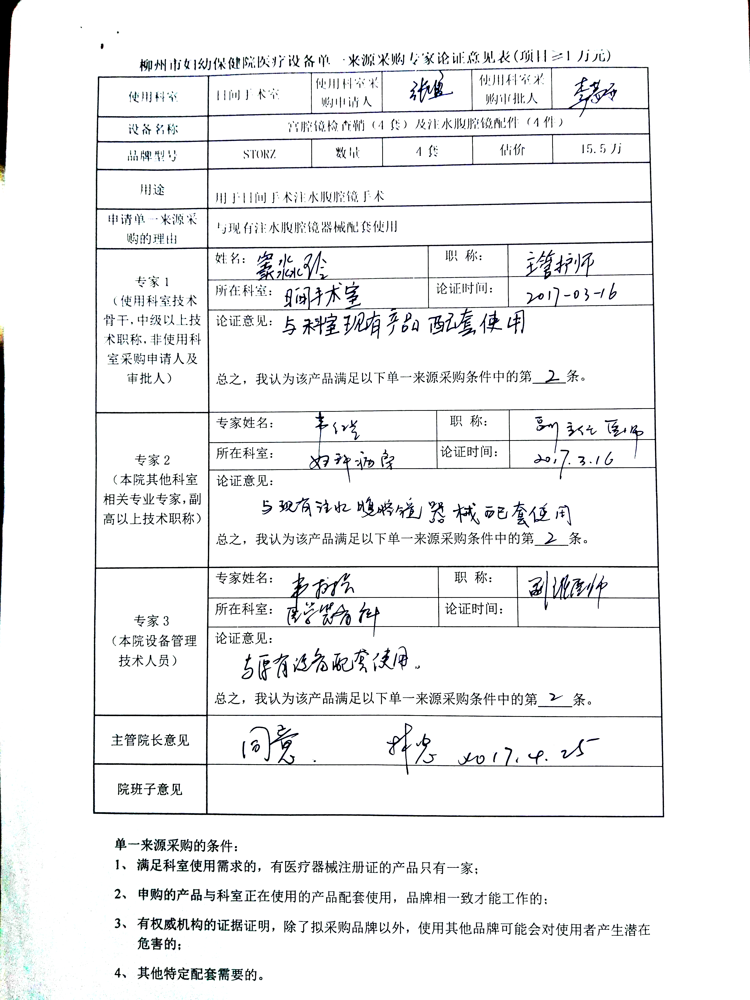 柳州市妇幼保健院医疗设备单一来源采购专家论证意见表(项目≥1万元)
使用科室 日间手术室 使用科室采购申请人 使用科室采购审批人
设备名称 宫腔镜检查鞘（4 套）及注水腹腔镜配件（4 件）
品牌型号 STORZ 数量 4 套 估价 15.5 万
用途 用于日间手术注水腹腔镜手术
申请单一来源采购的理由 与现有注水腹腔镜器械配套使用
专家 1
（使用科室技术
骨干，中级以上技
术职称，非使用科
室采购申请人及
审批人）
姓名： 职 称： 主管护师
所在科室： 日间手术室 论证时间： 2017-03-16
论证意见：与科室现有产品配套使用
总之，我认为该产品满足以下单一来源采购条件中的第 2 条。
专家 2
（本院其他科室
相关专业专家，副
高以上技术职称）
专家姓名： 职 称： 副主任医师
所在科室： 妇科病房 论证时间： 2017.3.16
论证意见：
与现有注水腹腔镜器械配套使用
总之，我认为该产品满足以下单一来源采购条件中的第 2 条。
专家 3
（本院设备管理
技术人员）
专家姓名： 职 称：
所在科室： 医学装备科 论证时间：
论证意见：
与原有设备配套使用。
总之，我认为该产品满足以下单一来源采购条件中的第 2 条。
主管院长意见 同意. 2017.4.25
院班子意见
单一来源采购的条件：
1、 满足科室使用需求的，有医疗器械注册证的产品只有一家；
2、 申购的产品与科室正在使用的产品配套使用，品牌相一致才能工作的；
3、 有权威机构的证据证明，除了拟采购品牌以外，使用其他品牌可能会对使用者产生潜在
危害的；
4、 其他特定配套需要的。